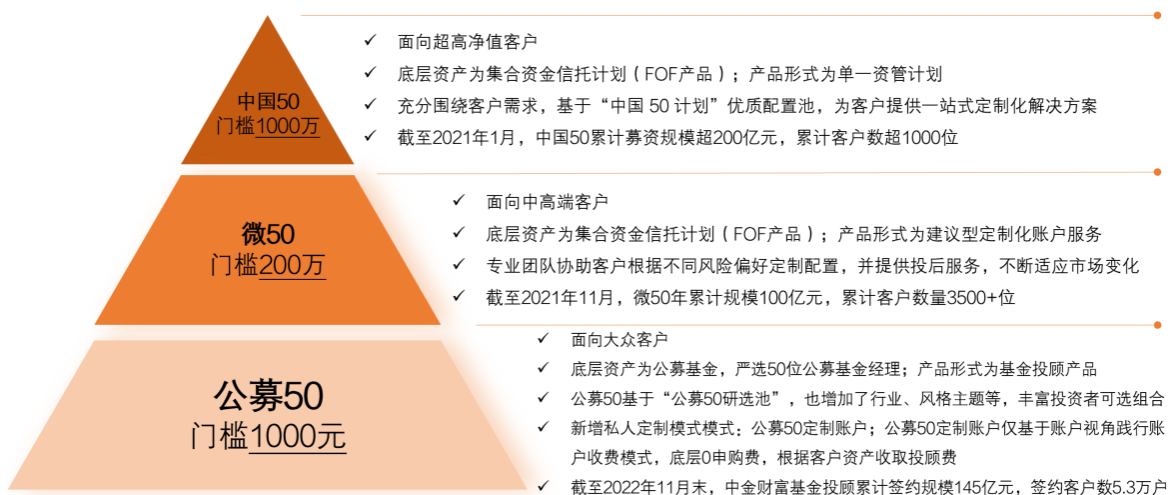 中国50
门槛1000万
✓ 面向超高净值客户
✓ 底层资产为集合资金信托计划（FOF产品）；产品形式为单一资管计划
✓ 充分围绕客户需求，基于“中国 50 计划”优质配置池，为客户提供一站式定制化解决方案
✓ 截至2021年1月，中国50累计募资规模超200亿元，累计客户数超1000位
微50
门槛200万
✓ 面向中高端客户
✓ 底层资产为集合资金信托计划（FOF产品）；产品形式为建议型定制化账户服务
✓ 专业团队协助客户根据不同风险偏好定制配置，并提供投后服务，不断适应市场变化
✓ 截至2021年11月，微50年累计规模100亿元，累计客户数量3500+位
公募50
门槛1000元
✓ 面向大众客户
✓ 底层资产为公募基金，严选50位公募基金经理；产品形式为基金投顾产品
✓ 公募50基于“公募50研选池”，也增加了行业、风格主题等，丰富投资者可选组合
✓ 新增私人定制模式模式：公募50定制账户；公募50定制账户仅基于账户视角践行账
户收费模式，底层0申购费，根据客户资产收取投顾费
✓ 截至2022年11月末，中金财富基金投顾累计签约规模145亿元，签约客户数5.3万户